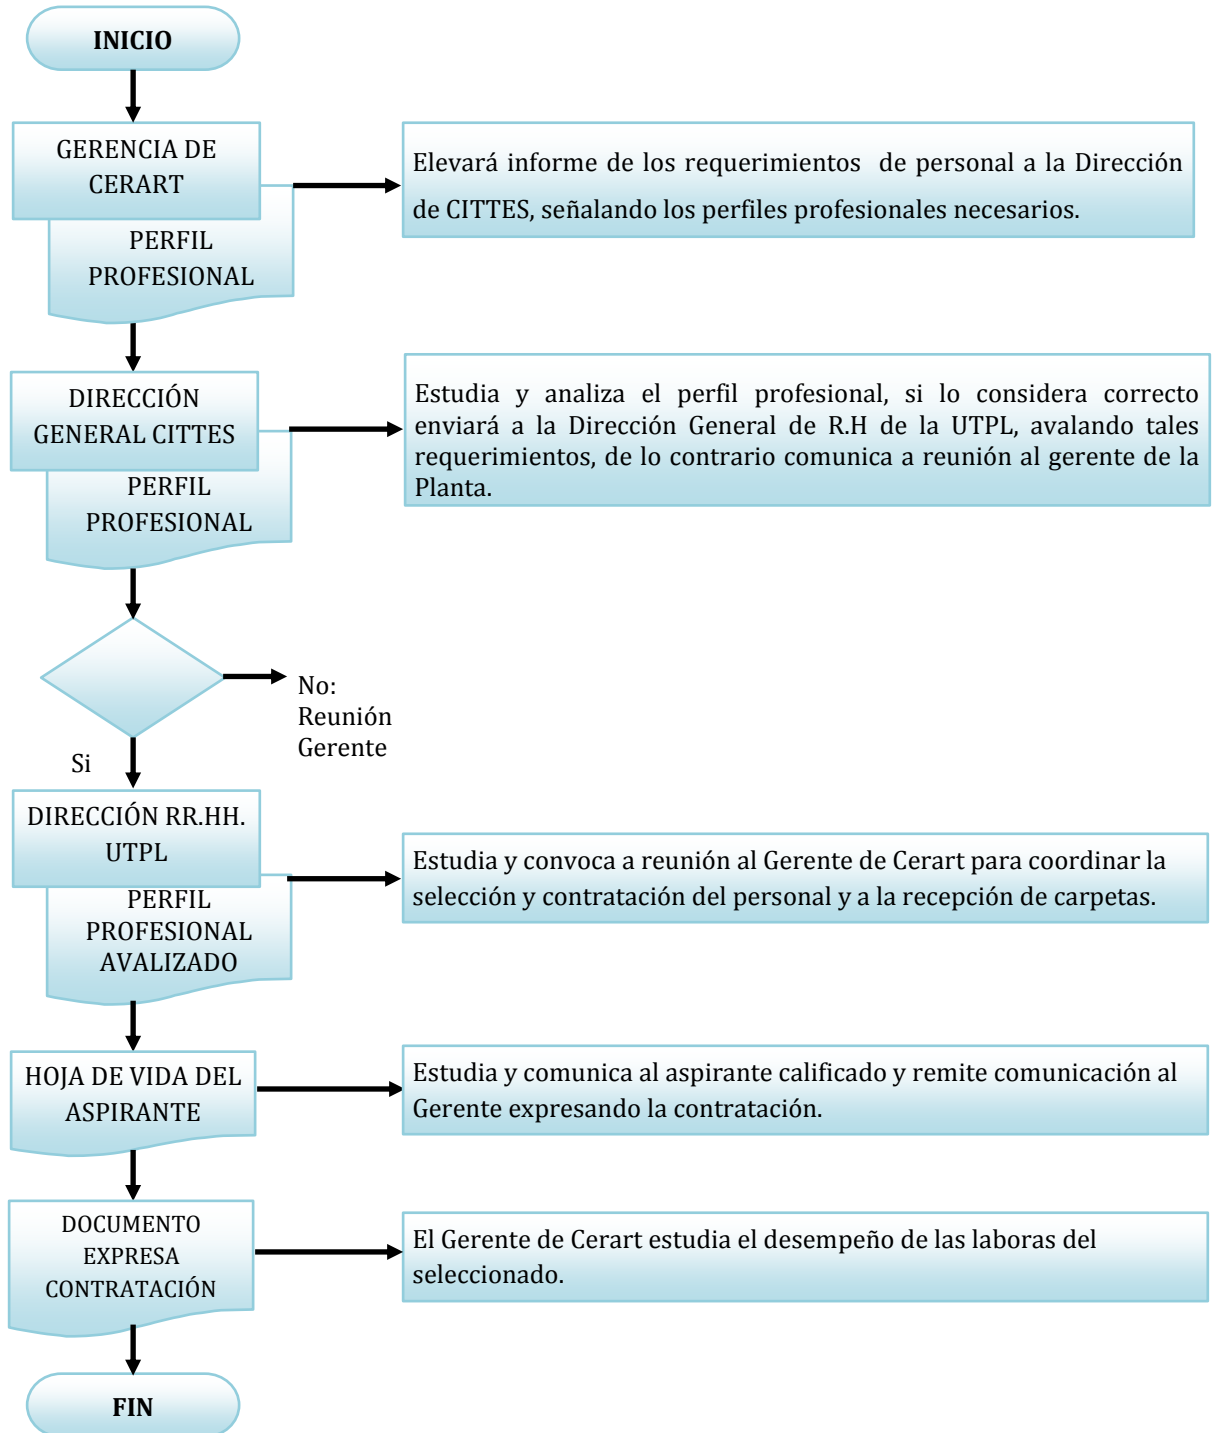 INICIO
GERENCIA DE
CERART
Elevará informe de los requerimientos de personal a la Dirección
de CITTES, señalando los perfiles profesionales necesarios.
PERFIL
PROFESIONAL
DIRECCIÓN
GENERAL CITTES
Estudia y analiza el perfil profesional, si lo considera correcto
enviará a la Dirección General de R.H de la UTPL, avalando tales
requerimientos, de lo contrario comunica a reunión al gerente de la
Planta.
PERFIL
PROFESIONAL
No:
Reunión
Gerente
Si
DIRECCIÓN RR.HH.
UTPL
Estudia y convoca a reunión al Gerente de Cerart para coordinar la
selección y contratación del personal y a la recepción de carpetas.
PERFIL
PROFESIONAL
AVALIZADO
HOJA DE VIDA DEL
ASPIRANTE
Estudia y comunica al aspirante calificado y remite comunicación al
Gerente expresando la contratación.
DOCUMENTO
EXPRESA
CONTRATACIÓN
El Gerente de Cerart estudia el desempeño de las laboras del
seleccionado.
FIN